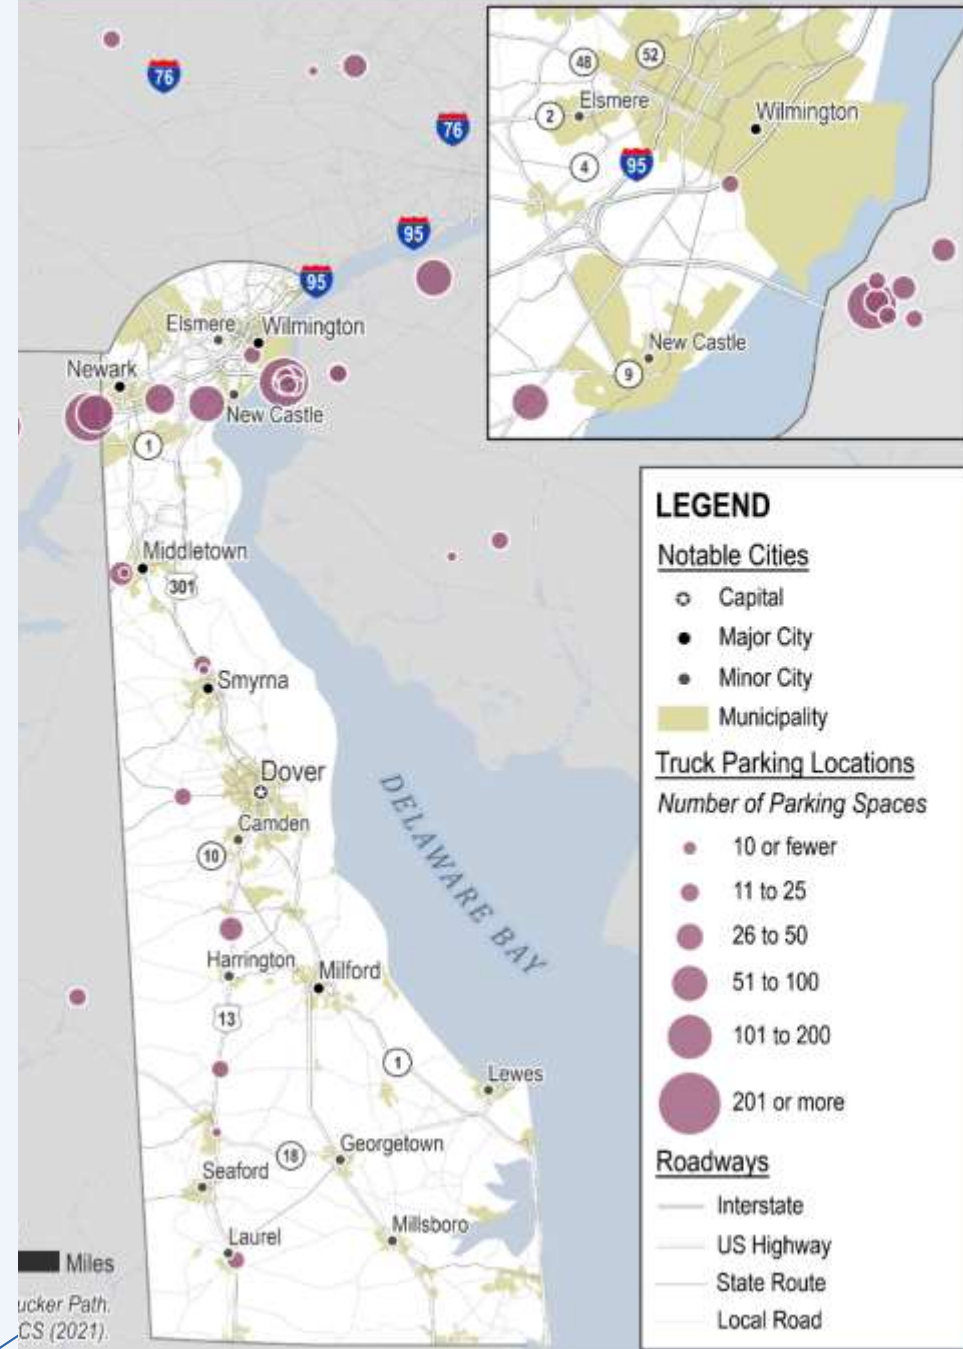 76
76
95
95
Elsmere
Wilmington
Newark
New Castle
1
Middletown
301
Smyrna
Dover
Camden
10
Harrington
Milford
13
1
Lewes
Georgetown
18
Seaford
Millsboro
Laurel
DELAWARE BAY
Miles
ucker Path.
CS (2021).
52
48
2
Elsmere
Wilmington
4
95
New Castle
9
LEGEND
Notable Cities
Capital
Major City
Minor City
Municipality
Truck Parking Locations
Number of Parking Spaces
10 or fewer
11 to 25
26 to 50
51 to 100
101 to 200
201 or more
Roadways
Interstate
US Highway
State Route
Local Road